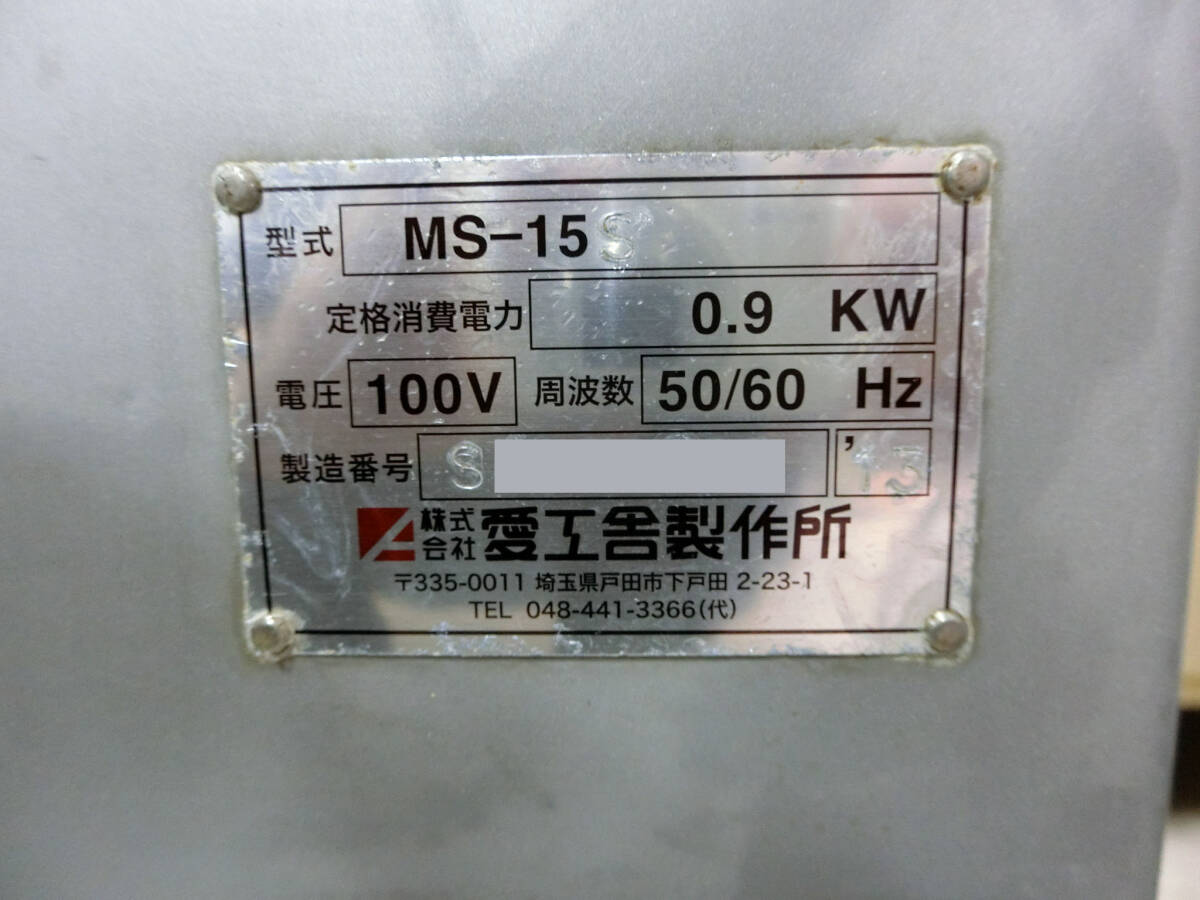 型式 MS-15 S
定格消費電力 0.9 KW
電圧 100V 周波数 50/60 Hz
製造番号 S '13
株式会社 愛工舎製作所
〒335-0011 埼玉県戸田市下戸田 2-23-1
TEL 048-441-3366(代)